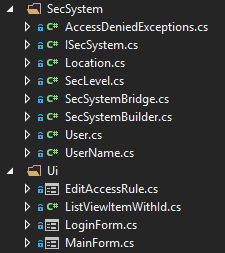 SecSystem
AccessDeniedExceptions.cs
ISecSystem.cs
Location.cs
SecLevel.cs
SecSystemBridge.cs
SecSystemBuilder.cs
User.cs
UserName.cs
Ui
EditAccessRule.cs
ListViewItemWithId.cs
LoginForm.cs
MainForm.cs